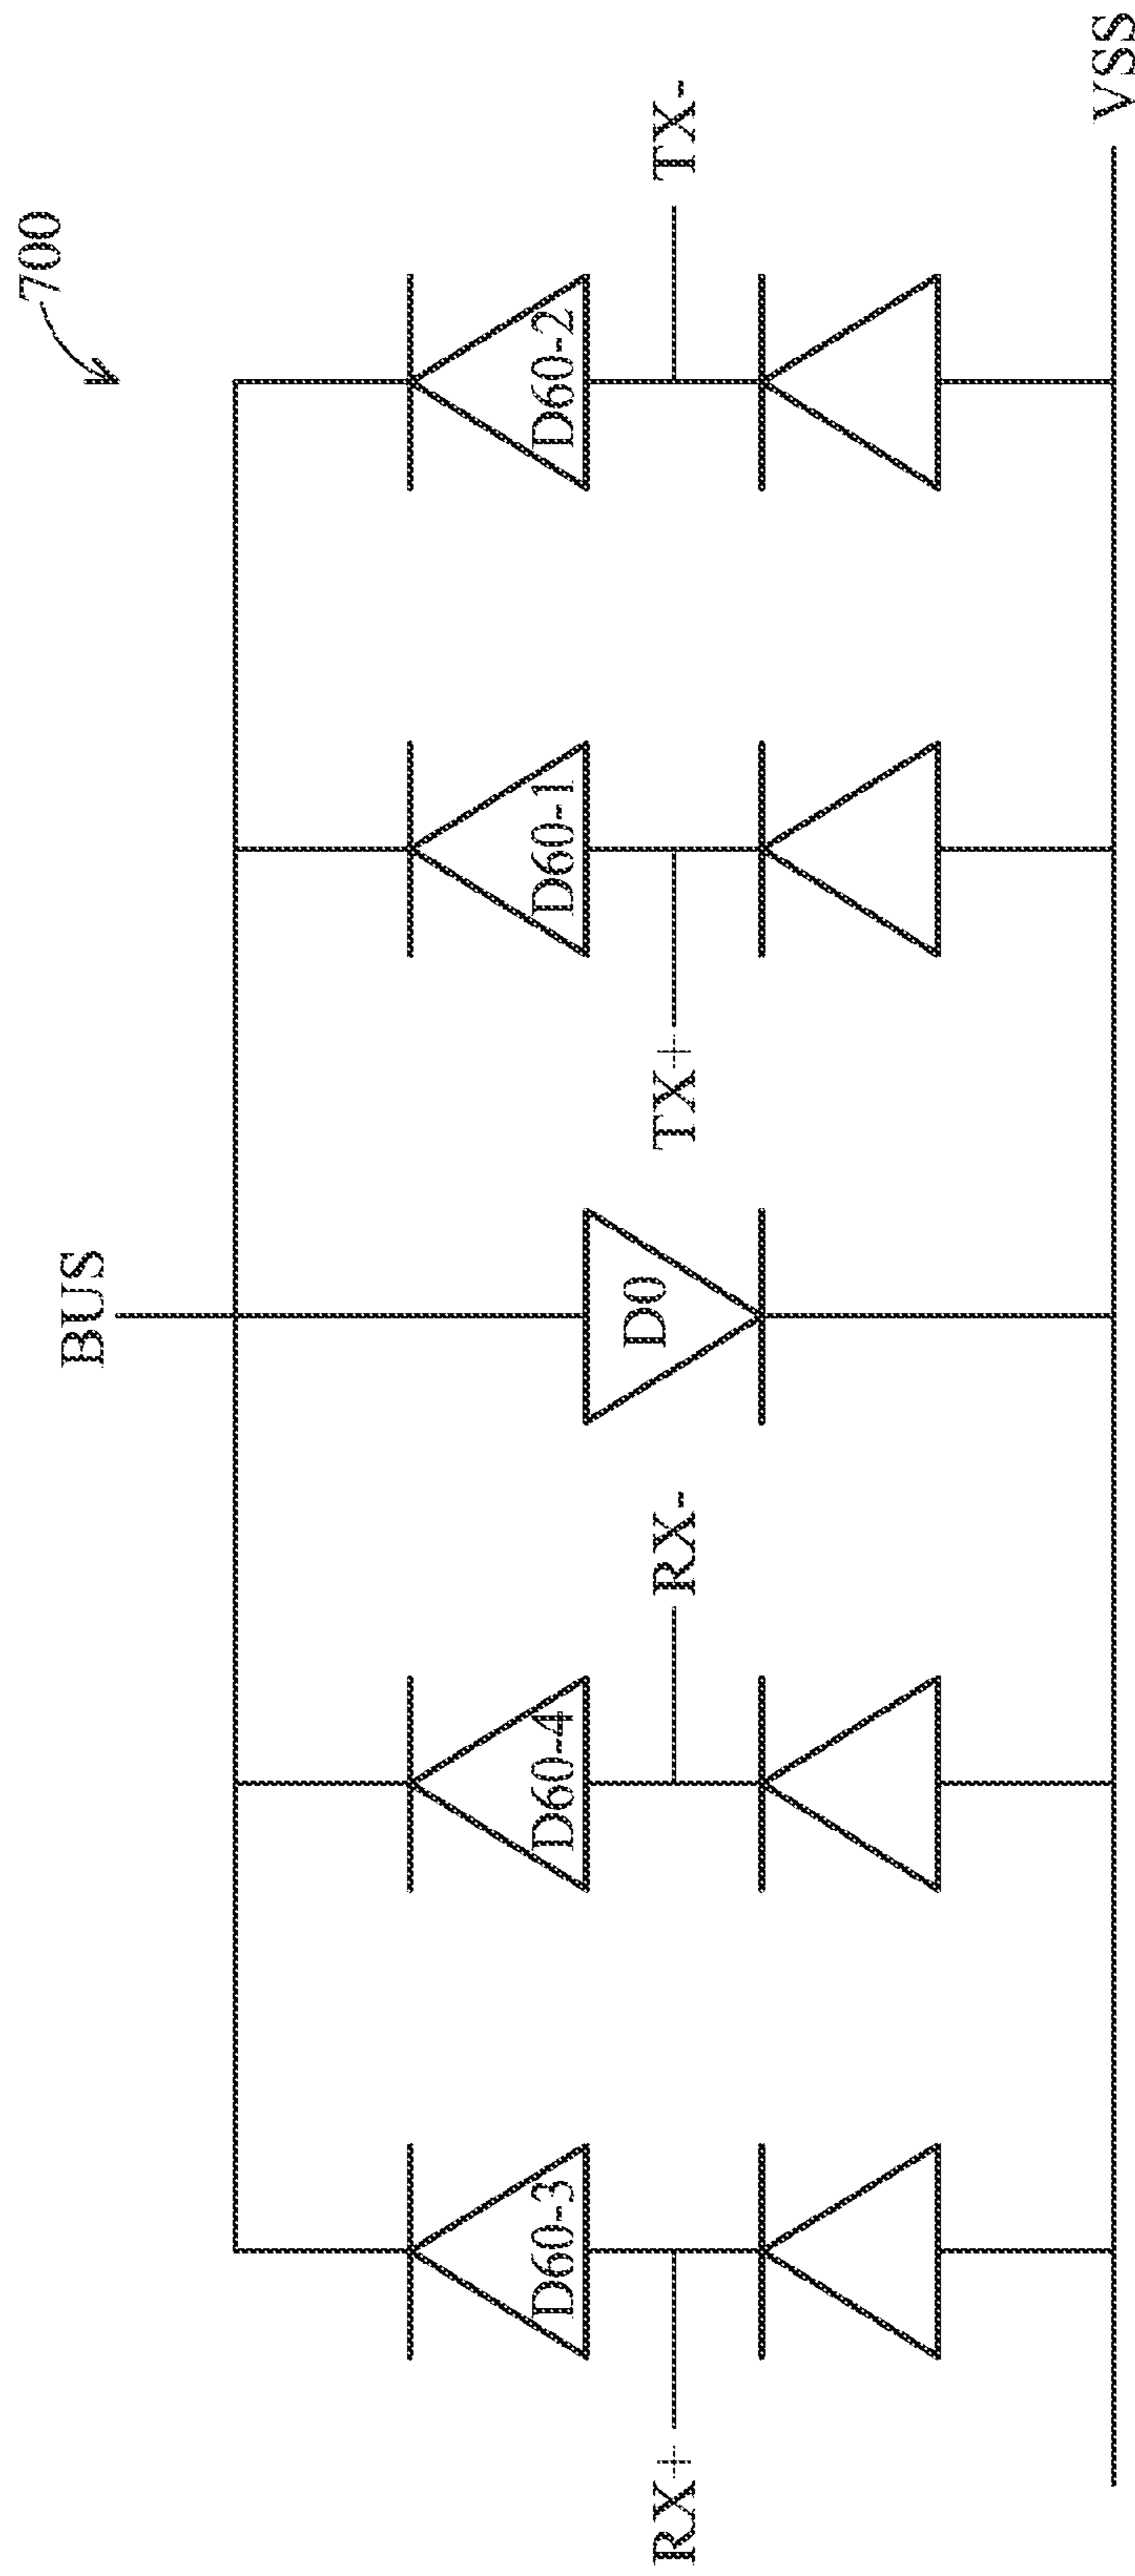 700
BUS
D60-3
D60-4
D60-1
D60-2
D0
RX+
RX-
TX+
TX-
VSS